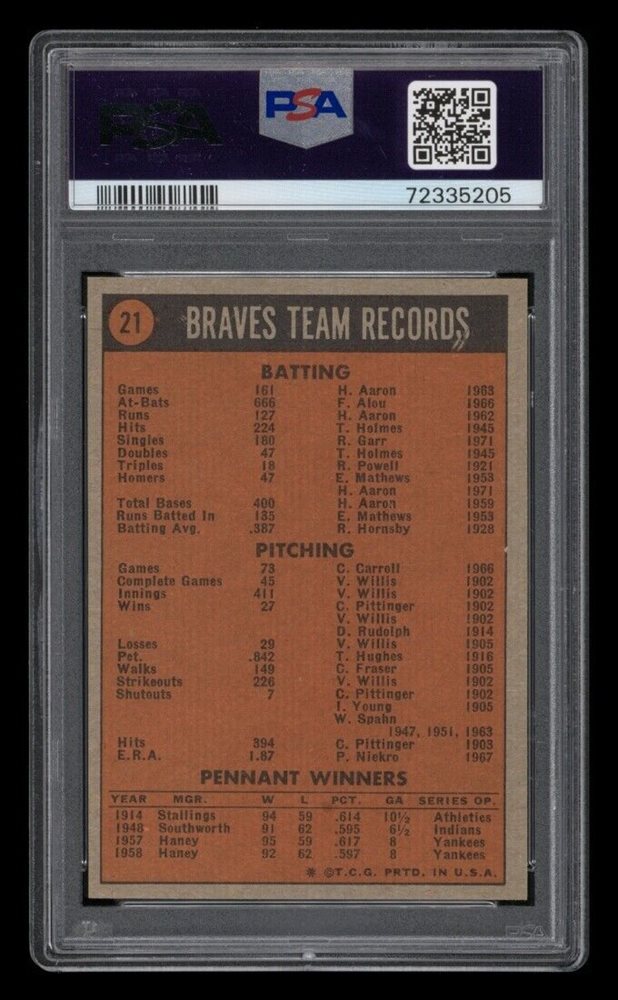 PSA
PSA
72335205
21 BRAVES TEAM RECORDS
BATTING
Games 161 H. Aaron 1963
At-Bats 666 F. Alou 1966
Runs 127 H. Aaron 1962
Hits 224 T. Holmes 1945
Singles 180 R. Garr 1971
Doubles 47 T. Holmes 1945
Triples 18 R. Powell 1921
Homers 47 E. Mathews 1953
H. Aaron 1971
Total Bases 400 H. Aaron 1959
Runs Batted In 135 E. Mathews 1953
Batting Avg. .387 R. Hornsby 1928
PITCHING
Games 73 C. Carroll 1966
Complete Games 45 V. Willis 1902
Innings 411 V. Willis 1902
Wins 27 C. Pittinger 1902
V. Willis 1902
D. Rudolph 1914
Losses 29 V. Willis 1905
Pct. .842 T. Hughes 1916
Walks 149 C. Fraser 1905
Strikeouts 226 V. Willis 1902
Shutouts 7 C. Pittinger 1902
I. Young 1905
W. Spahn
1947, 1951, 1963
Hits 394 C. Pittinger 1903
E.R.A. 1.87 P. Niekro 1967
PENNANT WINNERS
YEAR MGR. W L PCT. GA SERIES OP.
1914 Stallings 94 59 .614 10½ Athletics
1948 Southworth 91 62 .595 6½ Indians
1957 Haney 95 59 .617 8 Yankees
1958 Haney 92 62 .597 8 Yankees
* ©T.C.G. PRTD. IN U.S.A.
PSA